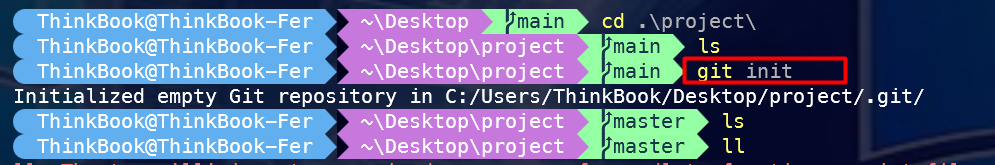 ThinkBook@ThinkBook-Fer ~\Desktop main cd .\project\
ThinkBook@ThinkBook-Fer ~\Desktop\project main ls
ThinkBook@ThinkBook-Fer ~\Desktop\project main git init
Initialized empty Git repository in C:/Users/ThinkBook/Desktop/project/.git/
ThinkBook@ThinkBook-Fer ~\Desktop\project master ls
ThinkBook@ThinkBook-Fer ~\Desktop\project master ll